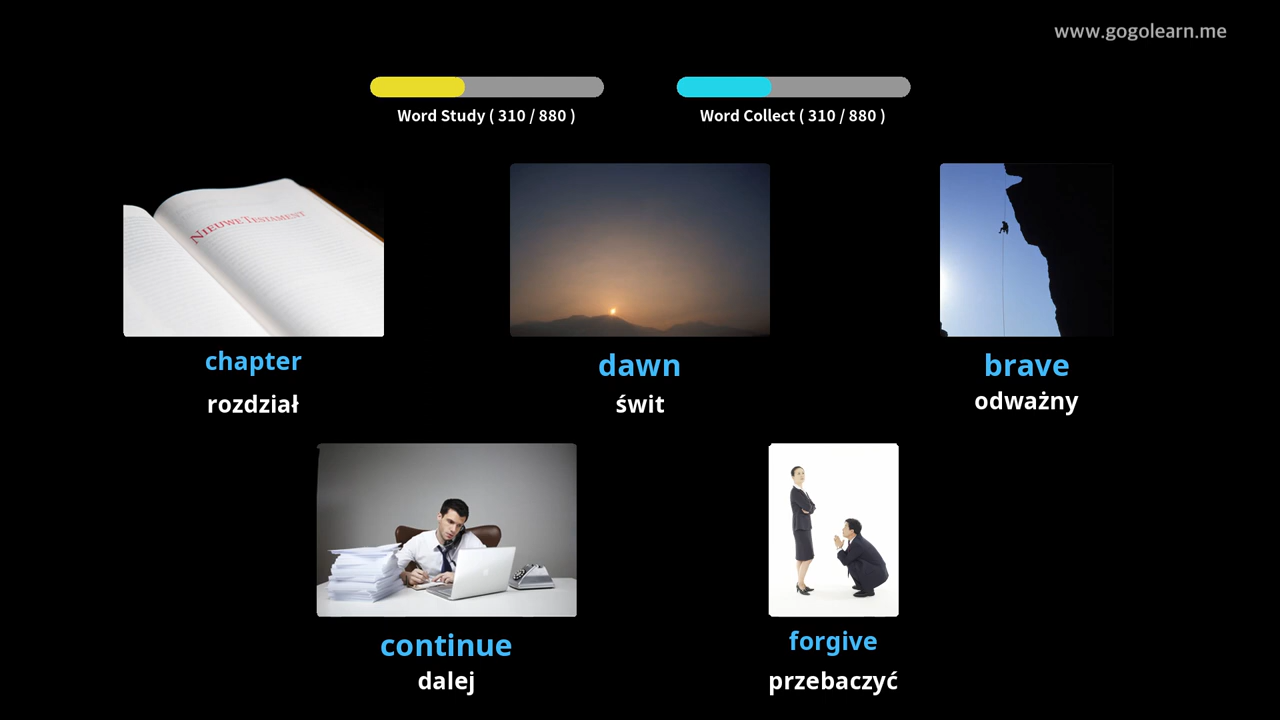 www.gogolearn.me
Word Study ( 310 / 880 )
Word Collect ( 310 / 880 )
NIEUWE TESTAMENT
chapter
rozdział
dawn
świt
brave
odważny
continue
dalej
forgive
przebaczyć